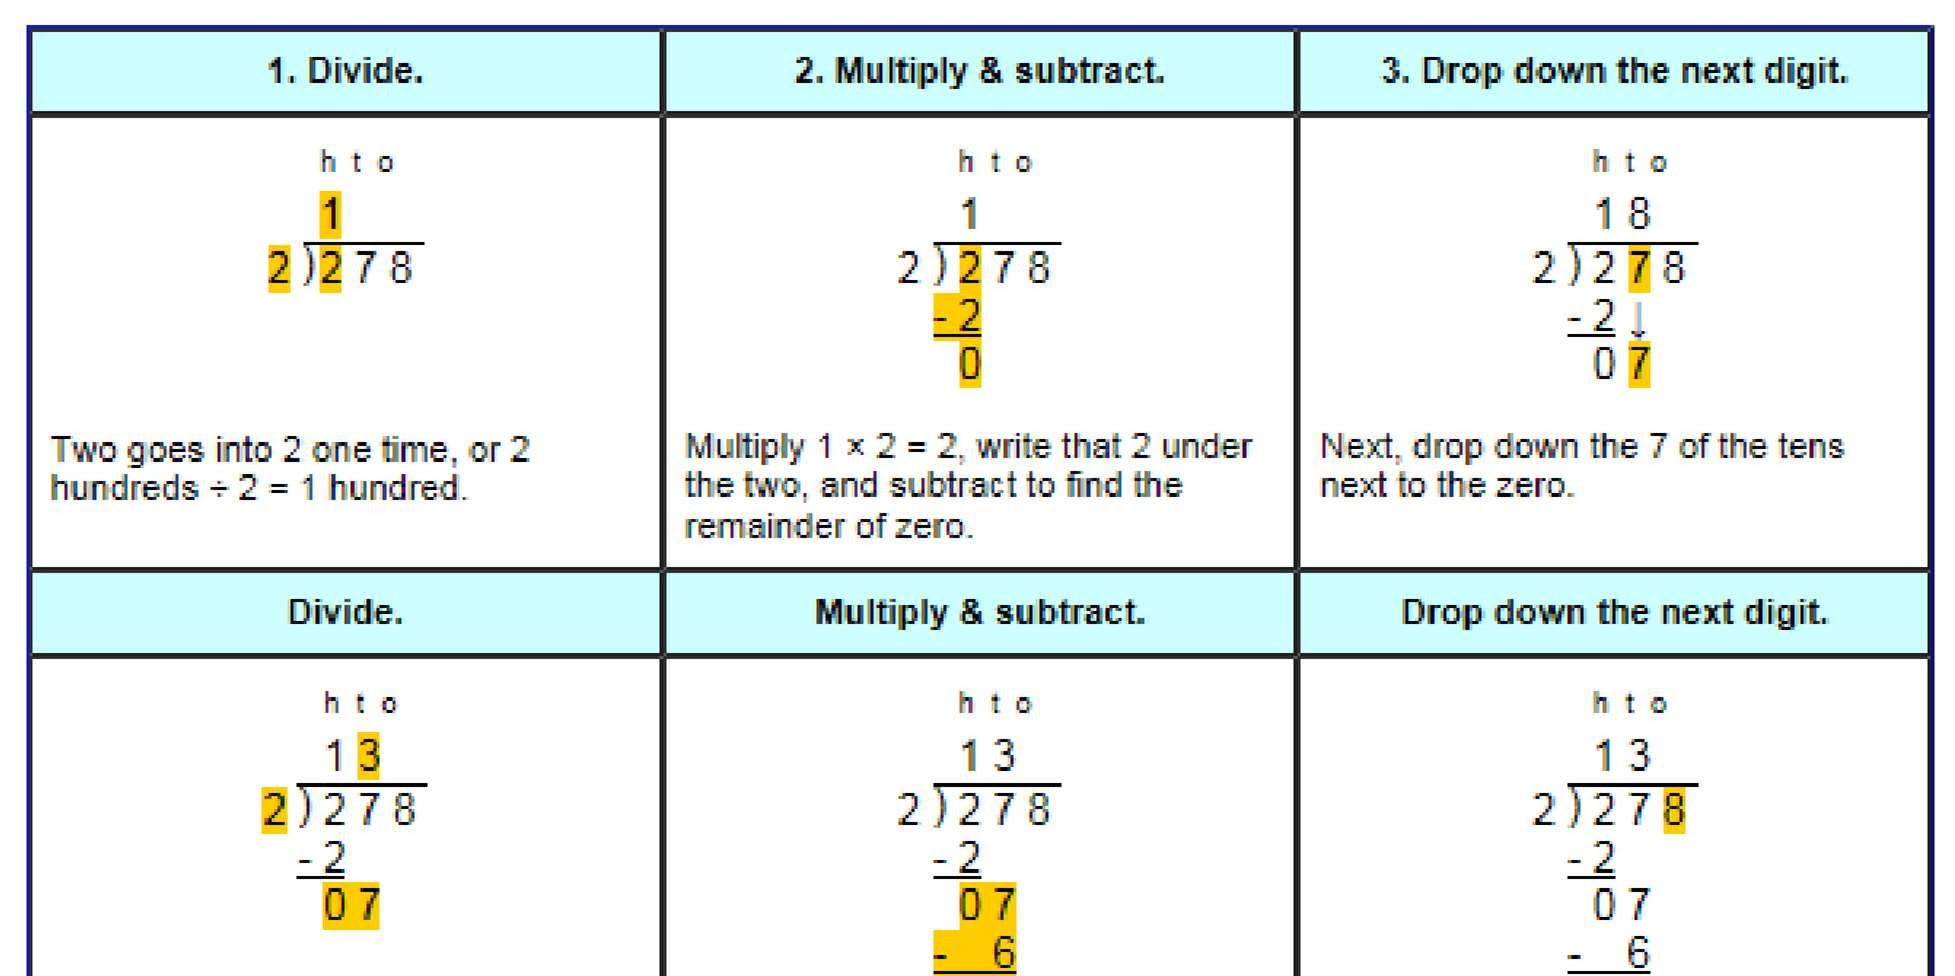 1. Divide.
h t o
1
2 ) 2 7 8
Two goes into 2 one time, or 2
hundreds ÷ 2 = 1 hundred.
2. Multiply & subtract.
h t o
1
2 ) 2 7 8
- 2
0
Multiply 1 × 2 = 2, write that 2 under
the two, and subtract to find the
remainder of zero.
3. Drop down the next digit.
h t o
1 8
2 ) 2 7 8
- 2 ↓
0 7
Next, drop down the 7 of the tens
next to the zero.
Divide.
h t o
1 3
2 ) 2 7 8
- 2
0 7
Multiply & subtract.
h t o
1 3
2 ) 2 7 8
- 2
0 7
- 6
Drop down the next digit.
h t o
1 3
2 ) 2 7 8
- 2
0 7
- 6